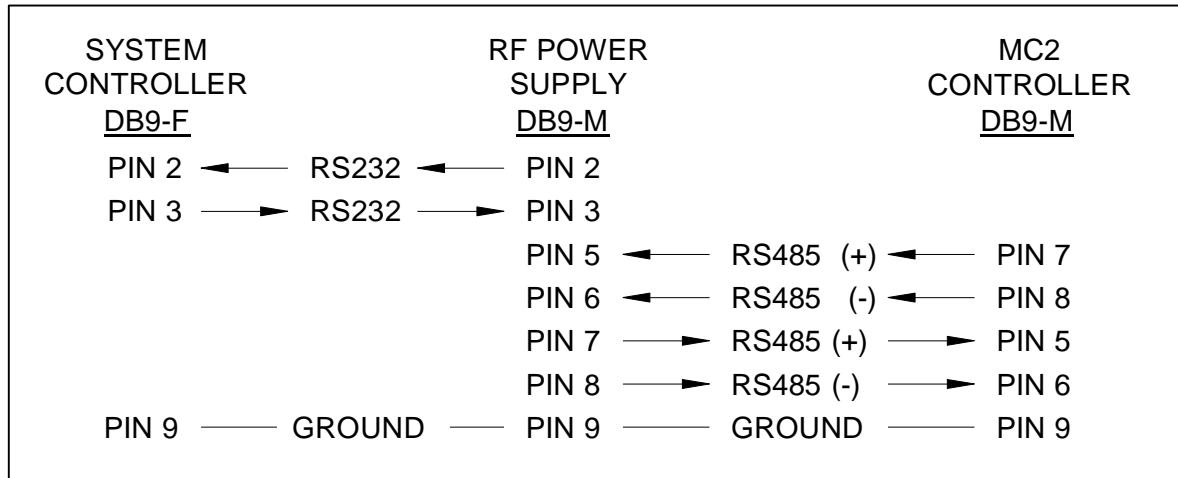 SYSTEM RF POWER MC2
CONTROLLER SUPPLY CONTROLLER
DB9-F DB9-M DB9-M
PIN 2 RS232 PIN 2
PIN 3 RS232 PIN 3
PIN 5 RS485 (+) PIN 7
PIN 6 RS485 (-) PIN 8
PIN 7 RS485 (+) PIN 5
PIN 8 RS485 (-) PIN 6
PIN 9 GROUND PIN 9 GROUND PIN 9